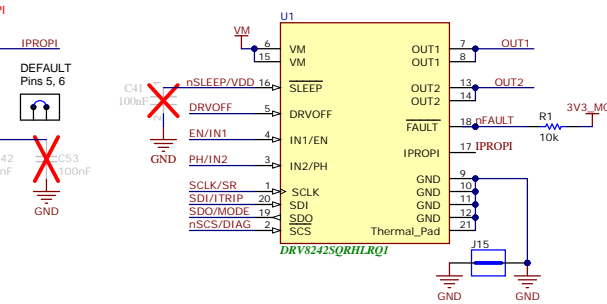 PI
IPROPI
DEFAULT
Pins 5, 6
42
nF
C53
100nF
GND
C41
100nF
2
GND
VM
nSLEEP/VDD
DRVOFF
EN/IN1
PH/IN2
SCLK/SR
SDI/ITRIP
SDO/MODE
nSCS/DIAG
6
15
16
5
4
3
1
20
19
2
U1
VM
VM
SLEEP
DRVOFF
IN1/EN
IN2/PH
SCLK
SDI
SDO
SCS
OUT1
OUT1
OUT2
OUT2
FAULT
IPROPI
GND
GND
GND
GND
Thermal_Pad
DRV8242SQRHLRQ1
7
8
13
14
18
17
9
10
11
12
21
OUT1
OUT2
nFAULT
IPROPI
R1
10k
3V3_MC
J15
GND
GND